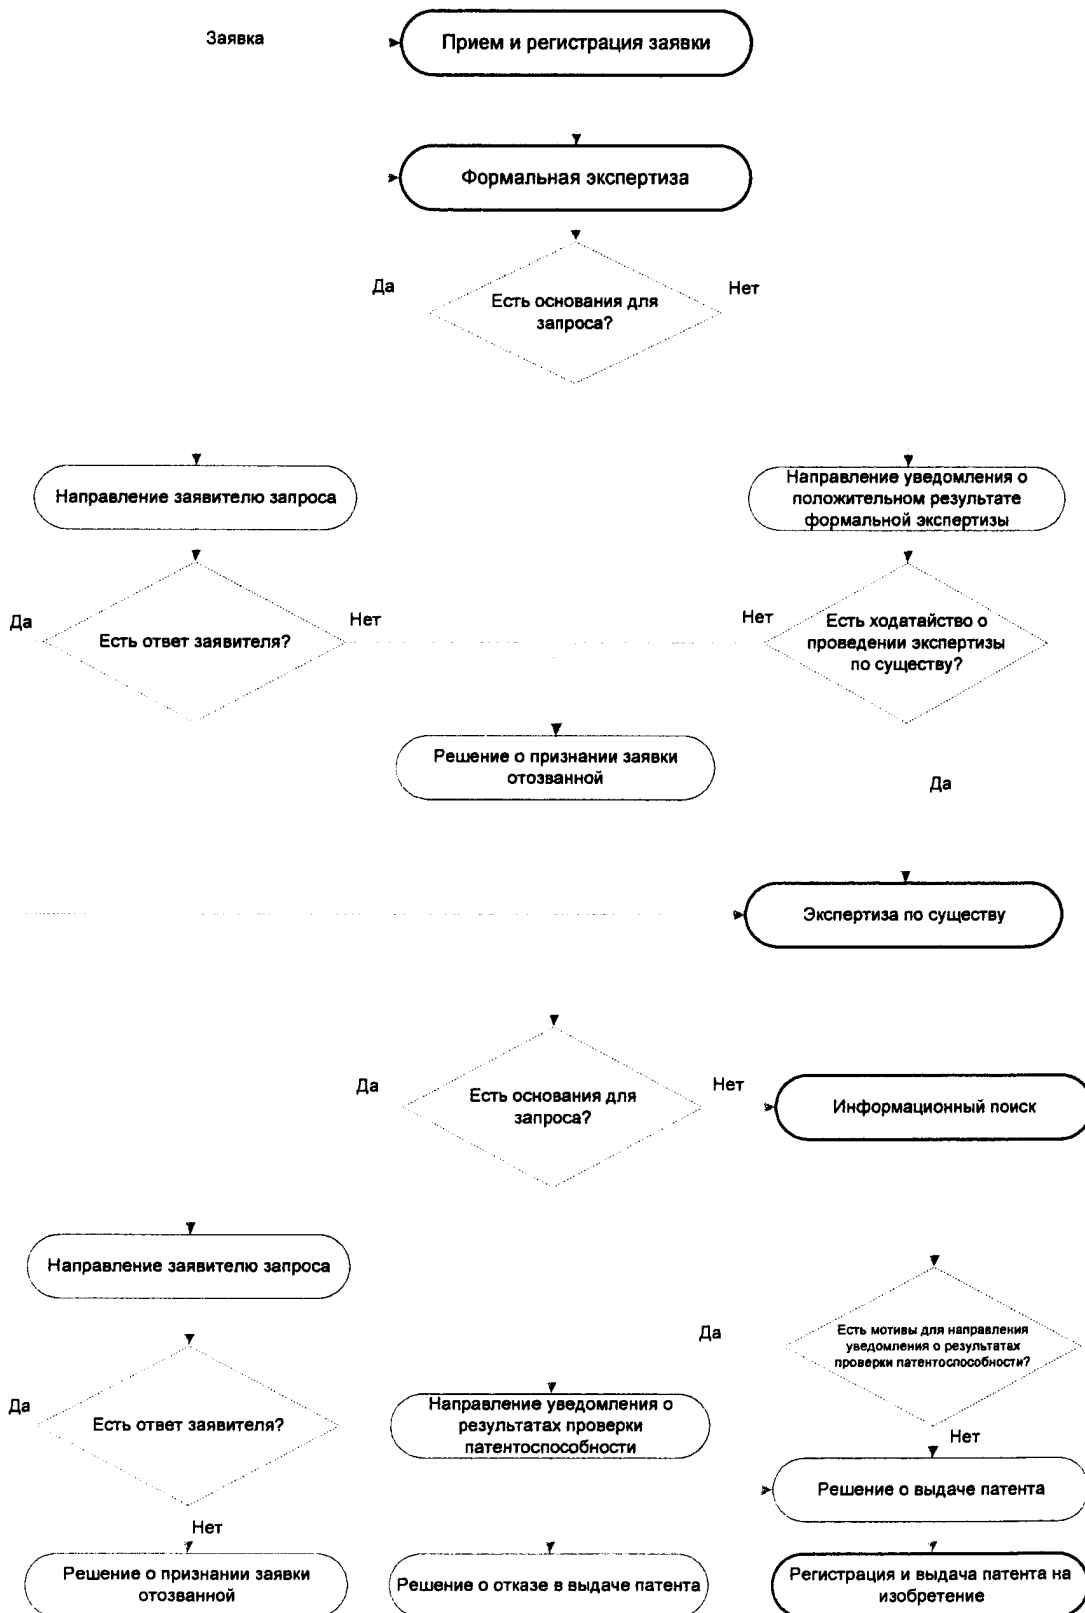 Заявка
Прием и регистрация заявки
Формальная экспертиза
Да
Нет
Есть основания для
запроса?
Направление заявителю запроса
Направление уведомления о
положительном результате
формальной экспертизы
Да
Есть ответ заявителя?
Нет
Нет
Есть ходатайство о
проведении экспертизы
по существу?
Решение о признании заявки
отозванной
Да
Экспертиза по существу
Да
Есть основания для
запроса?
Нет
Информационный поиск
Направление заявителю запроса
Да
Есть мотивы для направления
уведомления о результатах
проверки патентоспособности?
Да
Есть ответ заявителя?
Направление уведомления о
результатах проверки
патентоспособности
Нет
Решение о выдаче патента
Нет
Решение о признании заявки
отозванной
Решение о отказе в выдаче патента
Регистрация и выдача патента на
изобретение